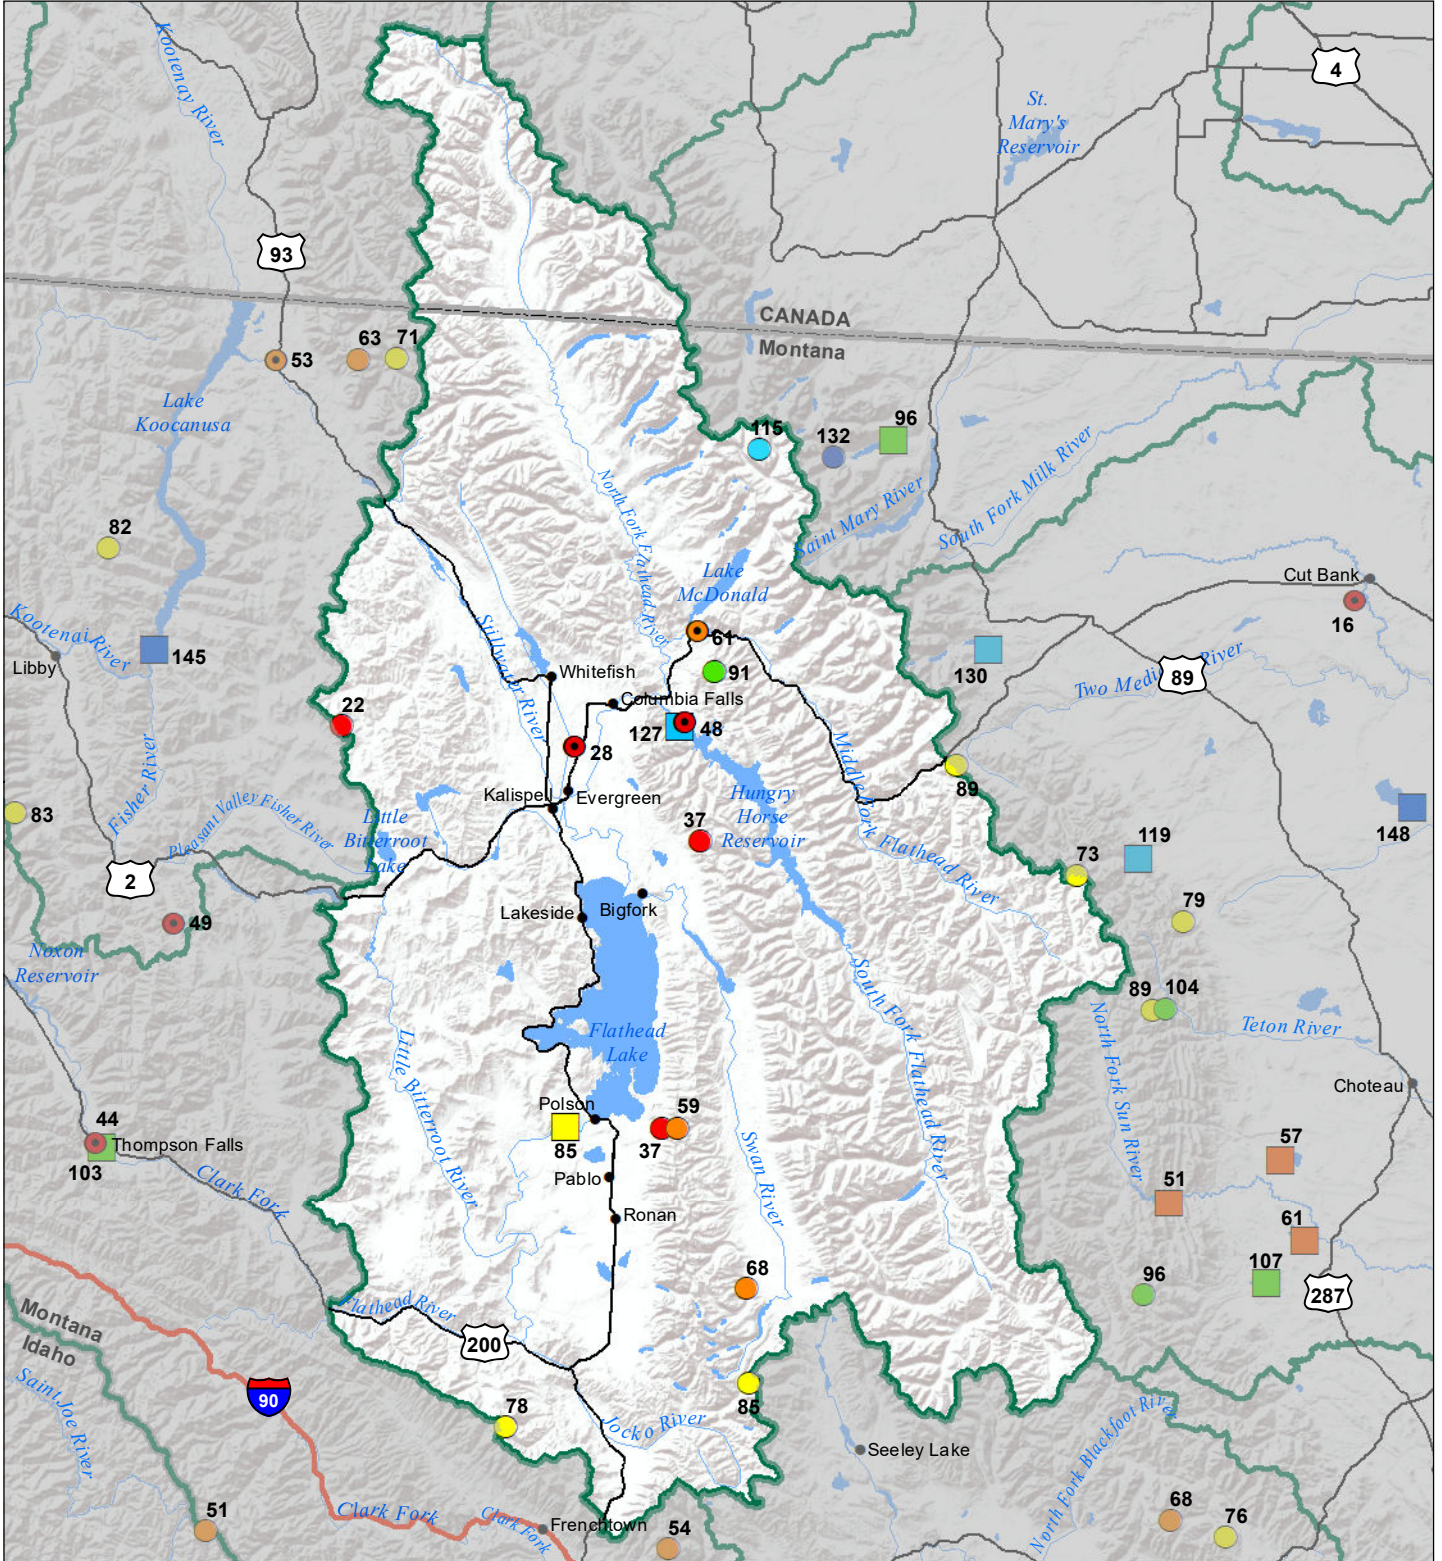 Kootenay River
4
St.
Mary's
Reservoir
93
CANADA
Montana
53
63
71
Lake
Koocanusa
115
132
96
Saint Mary River
South Fork Milk River
North Fork Flathead River
82
Lake
McDonald
Cut Bank
16
Kootenai River
Libby
145
61
130
Two Medicine River
89
Stillwater River
Whitefish
91
Columbia Falls
22
127
48
28
Middle Fork Flathead River
89
Fisher River
Pleasant Valley Fisher River
83
Kalispell
Evergreen
Little
Bitterroot
Lake
Hungry
Horse
Reservoir
37
148
119
73
2
49
79
Noxon
Reservoir
Lakeside
Bigfork
89
104
South Fork Flathead River
North Fork Sun River
Teton River
Flathead
Lake
Little Bitterroot River
Choteau
44
Thompson Falls
103
Polson
85
37
59
Swan River
Pablo
Ronan
57
51
61
Clark Fork
68
96
107
287
Montana
Idaho
Flathead River
200
90
Saint Joe River
78
85
Jocko River
Seeley Lake
North Fork Blackfoot River
51
Clark Fork
Clark Fork
Frenchtown
54
68
76